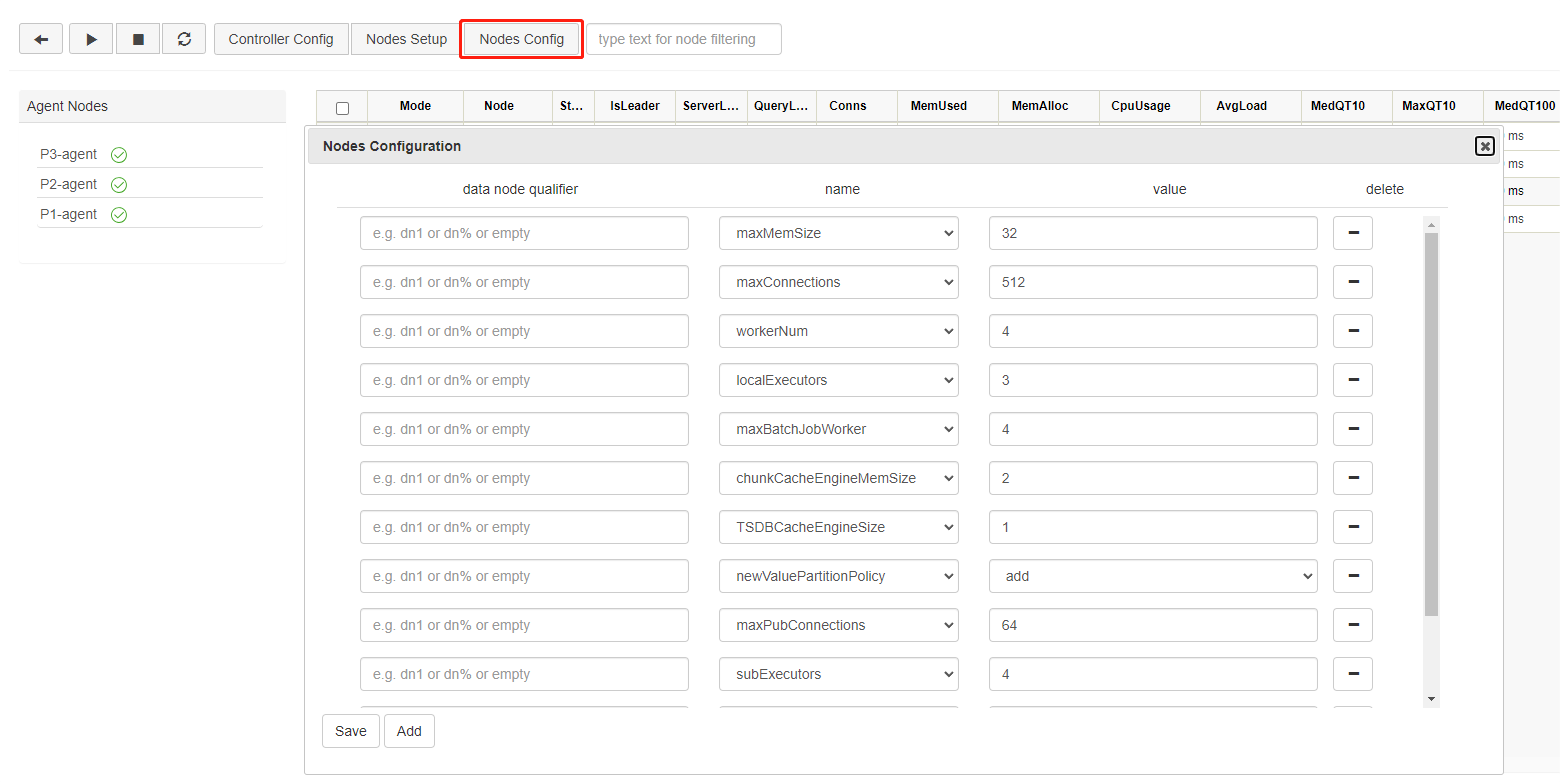 Controller Config Nodes Setup Nodes Config type text for node filtering
Agent Nodes
P3-agent
P2-agent
P1-agent
Mode Node St... IsLeader ServerL... QueryL... Conns MemUsed MemAlloc CpuUsage AvgLoad MedQT10 MaxQT10 MedQT100
ms
ms
ms
ms
Nodes Configuration
data node qualifier name value delete
e.g. dn1 or dn% or empty maxMemSize 32
e.g. dn1 or dn% or empty maxConnections 512
e.g. dn1 or dn% or empty workerNum 4
e.g. dn1 or dn% or empty localExecutors 3
e.g. dn1 or dn% or empty maxBatchJobWorker 4
e.g. dn1 or dn% or empty chunkCacheEngineMemSize 2
e.g. dn1 or dn% or empty TSDBCacheEngineSize 1
e.g. dn1 or dn% or empty newValuePartitionPolicy add
e.g. dn1 or dn% or empty maxPubConnections 64
e.g. dn1 or dn% or empty subExecutors 4
Save Add